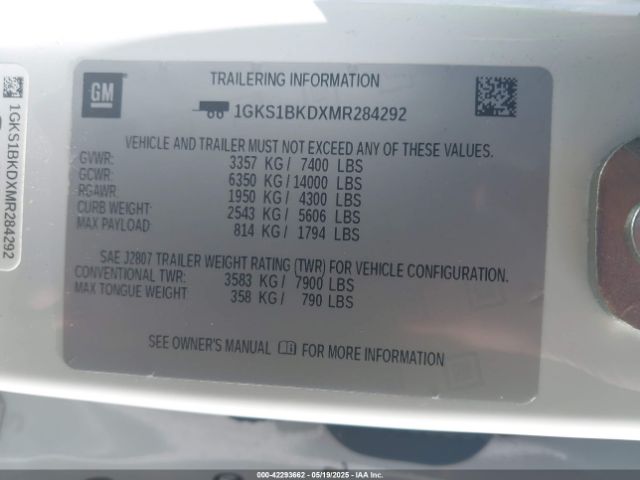 1GKS1BKDXMR284292
GM
TRAILERING INFORMATION
1GKS1BKDXMR284292
VEHICLE AND TRAILER MUST NOT EXCEED ANY OF THESE VALUES.
GVWR: 3357 KG/ 7400 LBS
GCWR: 6350 KG/14000 LBS
RGAWR: 1950 KG/ 4300 LBS
CURB WEIGHT: 2543 KG/ 5606 LBS
MAX PAYLOAD: 814 KG/ 1794 LBS
SAE J2807 TRAILER WEIGHT RATING (TWR) FOR VEHICLE CONFIGURATION.
CONVENTIONAL TWR: 3583 KG/ 7900 LBS
MAX TONGUE WEIGHT 358 KG/ 790 LBS
SEE OWNER'S MANUAL FOR MORE INFORMATION
000-42293662 - 05/19/2025 - IAAI.com